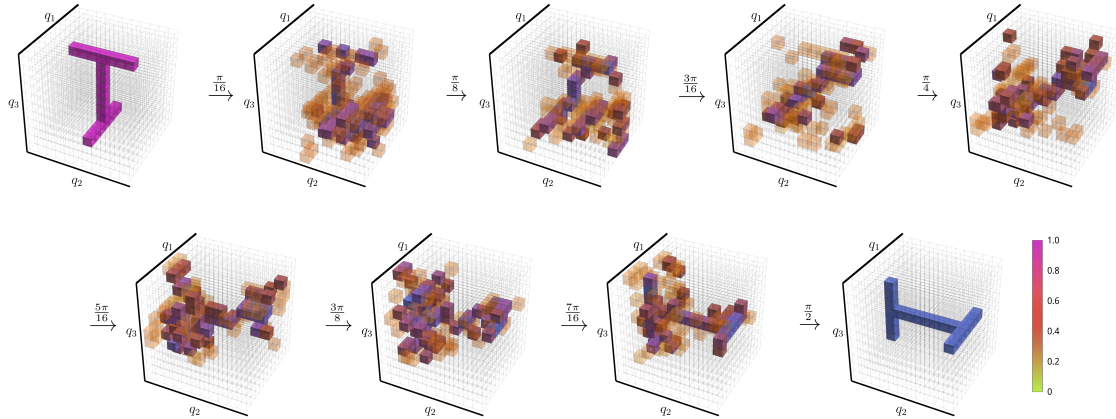 q₁ q₁ q₁ q₁ q₁
π/16 π/8 3π/16 π/4
q₃ q₃ q₃ q₃ q₃
q₂ q₂ q₂ q₂ q₂
q₁ q₁ q₁ q₁
1.0
0.8
5π/16 3π/8 7π/16 π/2
0.6
q₃ q₃ q₃ q₃
0.4
0.2
0
q₂ q₂ q₂ q₂